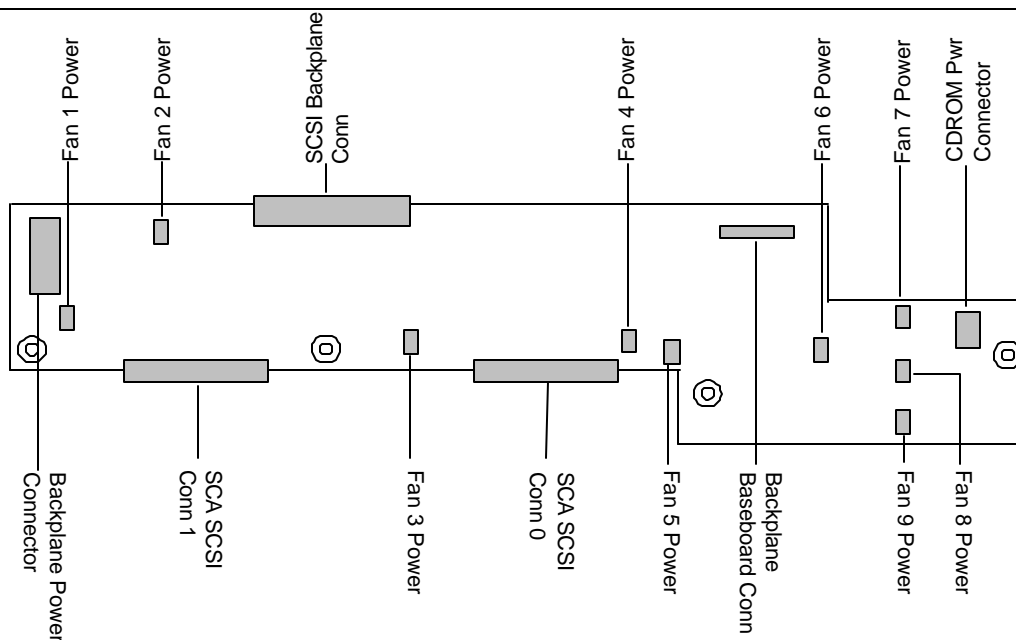 Fan 1 Power
Fan 2 Power
SCSI Backplane
Conn
Fan 4 Power
Fan 6 Power
Fan 7 Power
CDROM Pwr
Connector
Backplane Power
Connector
SCA SCSI
Conn 1
Fan 3 Power
SCA SCSI
Conn 0
Fan 5 Power
Backplane
Baseboard Conn
Fan 9 Power
Fan 8 Power